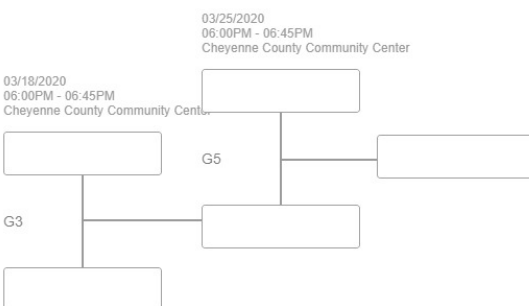 03/25/2020
06:00PM - 06:45PM
Cheyenne County Community Center
03/18/2020
06:00PM - 06:45PM
Cheyenne County Community Center
G5
G3